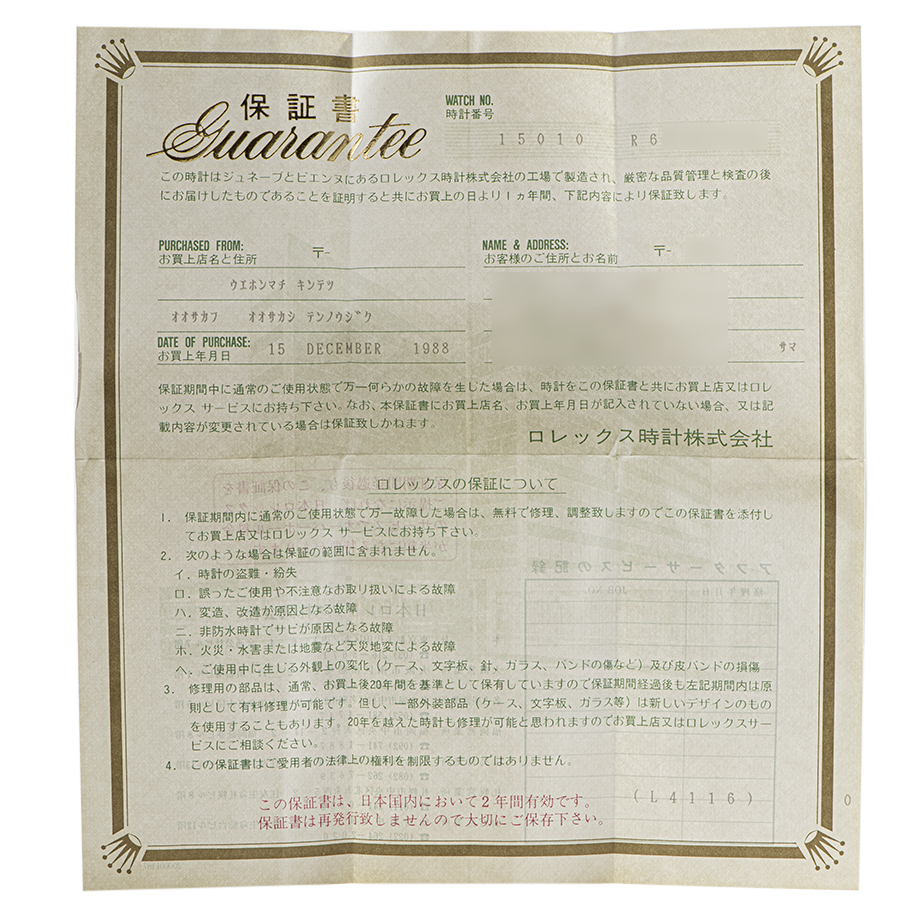 保証書
Guarantee
WATCH NO.
時計番号
15010 R6
この時計はジュネーブとビエンヌにあるロレックス時計株式会社の工場で製造され、厳密な品質管理と検査の後
にお届けしたものであることを証明すると共にお買上の日より1ヵ年間、下記内容により保証致します。
PURCHASED FROM:
お買上店名と住所 〒-
ウエホンマチ キンテツ
オオサカフ オオサカシ テンノウジク
DATE OF PURCHASE:
お買上年月日
15 DECEMBER 1988
NAME & ADDRESS:
お客様のご住所とお名前 〒-
サマ
保証期間中に通常のご使用状態で万一何らかの故障を生した場合は、時計をこの保証書と共にお買上店又はロレ
ックス サービスにお持ち下さい。なお、本保証書にお買上店名、お買上年月日が記入されていない場合、又は記
載内容が変更されている場合は保証致しかねます。
ロレックス時計株式会社
ロレックスの保証について
1. 保証期間内に通常のご使用状態で万一故障した場合は、無料で修理、調整致しますのでこの保証書を添付し
てお買上店又はロレックス サービスにお持ち下さい。
2. 次のような場合は保証の範囲に含まれません。
イ. 時計の盗難・紛失
ロ. 誤ったご使用や不注意なお取り扱いによる故障
ハ. 変造、改造が原因となる故障
ニ. 非防水時計でサビが原因となる故障
ホ. 火災・水害または地震など天災地変による故障
ヘ. ご使用中に生じる外観上の変化（ケース、文字板、針、ガラス、バンドの傷など）及び皮バンドの損傷
3. 修理用の部品は、通常、お買上後20年間を基準として保有していますので保証期間経過後も左記期間内は原
則として有料修理が可能です。但し、一部外装部品（ケース、文字板、ガラス等）は新しいデザインのもの
を使用することもあります。20年を越えた時計も修理が可能と思われますのでお買上店又はロレックスサー
ビスにご相談ください。
4. この保証書はご愛用者の法律上の権利を制限するものではありません。
この保証書は、日本国内において2年間有効です。
保証書は再発行致しませんので大切にご保存下さい。
(L4116)
0